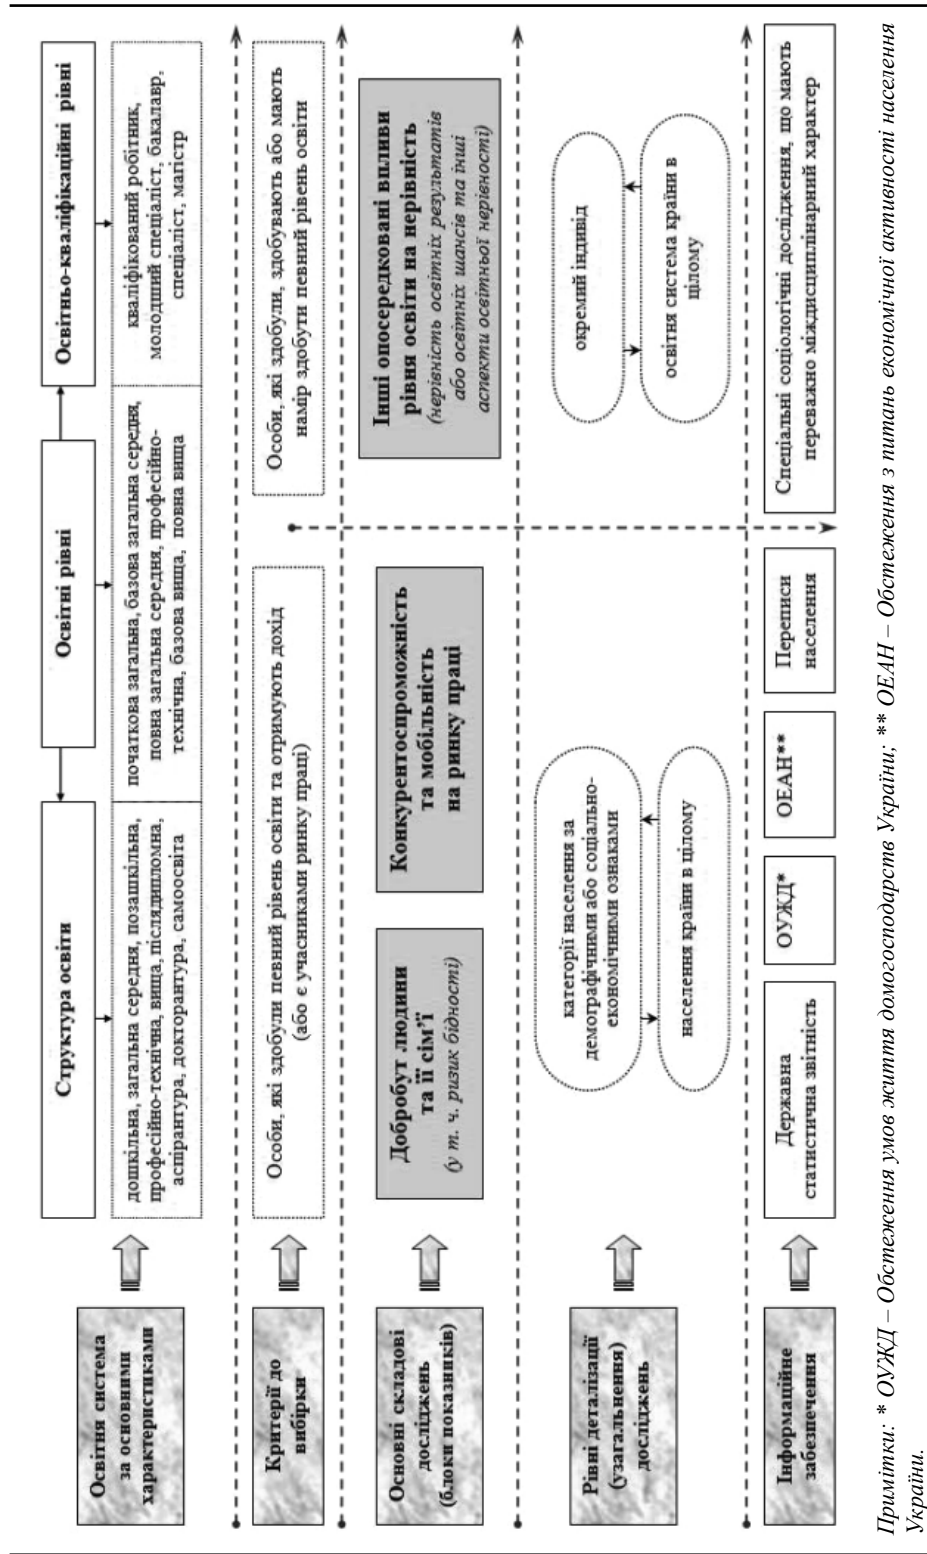 Освітня система
за основними
характеристиками
Структура освіти
Освітні рівні
Освітньо-кваліфікаційні рівні
дошкільна, загальна середня, позашкільна,
професійно-технічна, вища, післядипломна,
аспірантура, докторантура, самоосвіта
початкова загальна, базова загальна середня,
повна загальна середня, професійно-
технічна, базова вища, повна вища
кваліфікований робітник,
молодший спеціаліст, бакалавр,
спеціаліст, магістр
Критерії до
вибірки
Особи, які здобули певний рівень освіти та отримують дохід
(або є учасниками ринку праці)
Особи, які здобули, здобувають або мають
намір здобути певний рівень освіти
Основні складові
досліджень
(блоки показників)
Добробут людини
та її сім’ї
(у т. ч. ризик бідності)
Конкурентоспроможність
та мобільність
на ринку праці
Інші опосередковані впливи
рівня освіти на нерівність
(нерівність освітніх результатів
або освітніх шансів та інші
аспекти освітньої нерівності)
Рівні деталізації
(узагальнення)
досліджень
категорії населення за
демографічними або соціально-
економічними ознаками
населення країни в цілому
окремий індивід
освітня система країни в
цілому
Інформаційне
забезпечення
Державна
статистична звітність
ОУЖД*
ОЕАН**
Переписи
населення
Спеціальні соціологічні дослідження, що мають
переважно міждисциплінарний характер
Примітки: * ОУЖД – Обстеження умов життя домогосподарств України; ** ОЕАН – Обстеження з питань економічної активності населення
України.